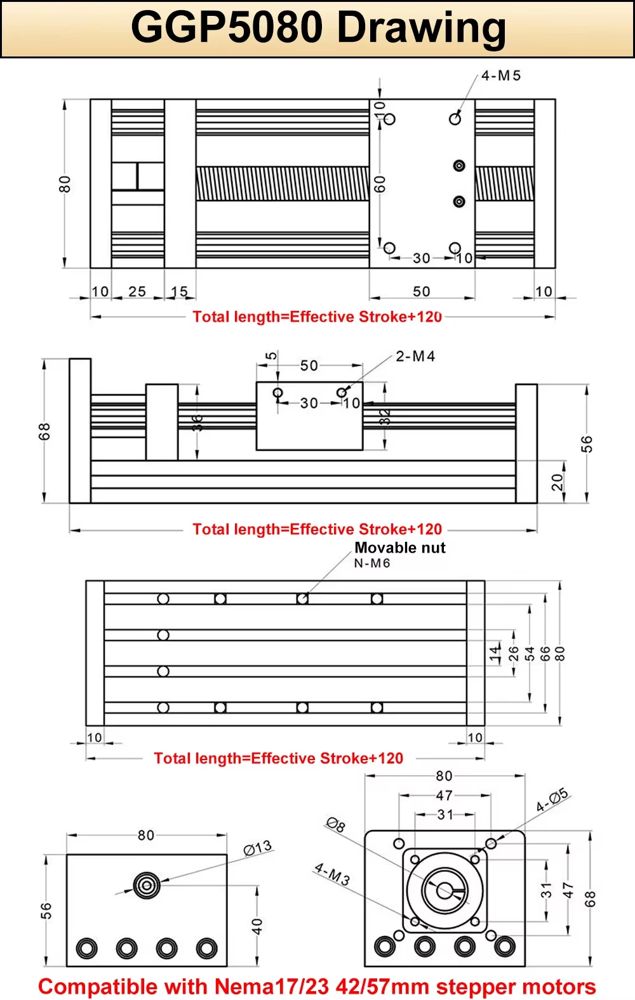 GGP5080 Drawing
4-M5
10
80
60
30
10
10
25
15
50
10
Total length=Effective Stroke+120
5
50
2-M4
30
10
68
36
32
56
20
Total length=Effective Stroke+120
Movable nut
N-M6
14
26
54
66
80
10
10
Total length=Effective Stroke+120
80
47
4-Ø5
31
80
Ø8
Ø13
4-M3
56
40
31
47
68
Compatible with Nema17/23 42/57mm stepper motors